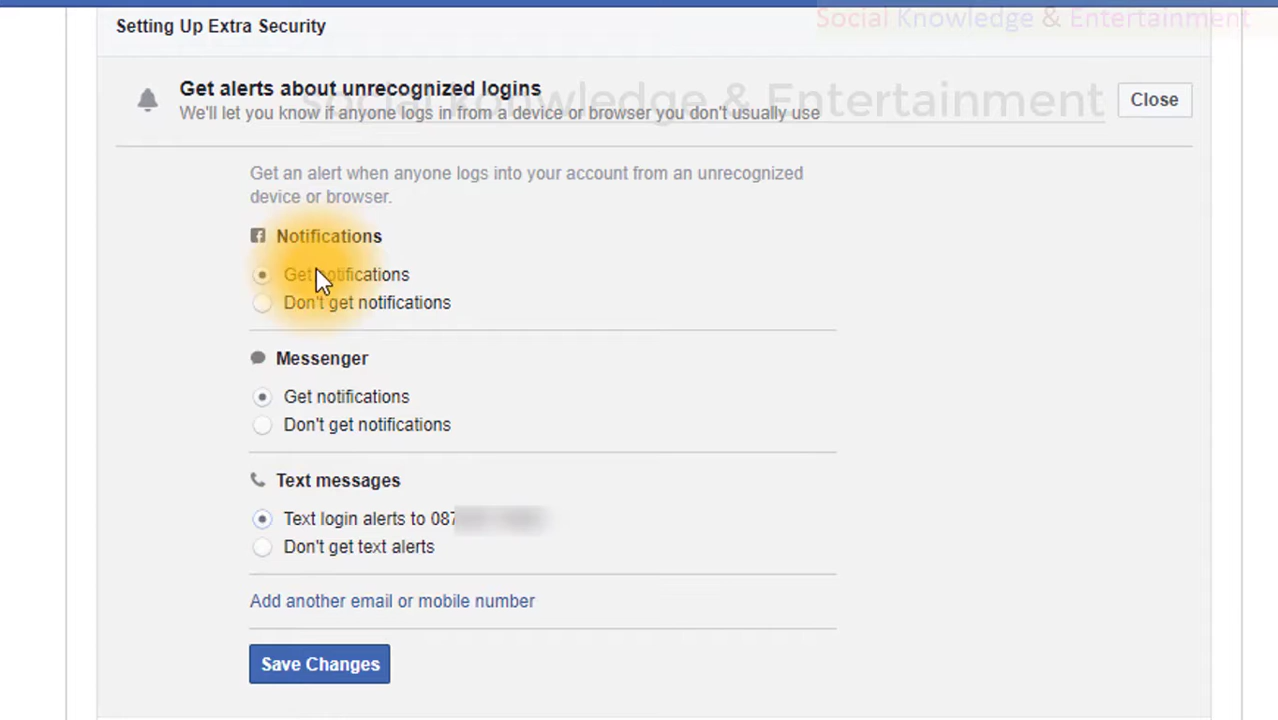 Social Knowledge & Entertainment
Setting Up Extra Security
Get alerts about unrecognized logins
Social Knowledge & Entertainment
We'll let you know if anyone logs in from a device or browser you don't usually use
Close
Get an alert when anyone logs into your account from an unrecognized
device or browser.
Notifications
Get notifications
Don't get notifications
Messenger
Get notifications
Don't get notifications
Text messages
Text login alerts to 087
Don't get text alerts
Add another email or mobile number
Save Changes